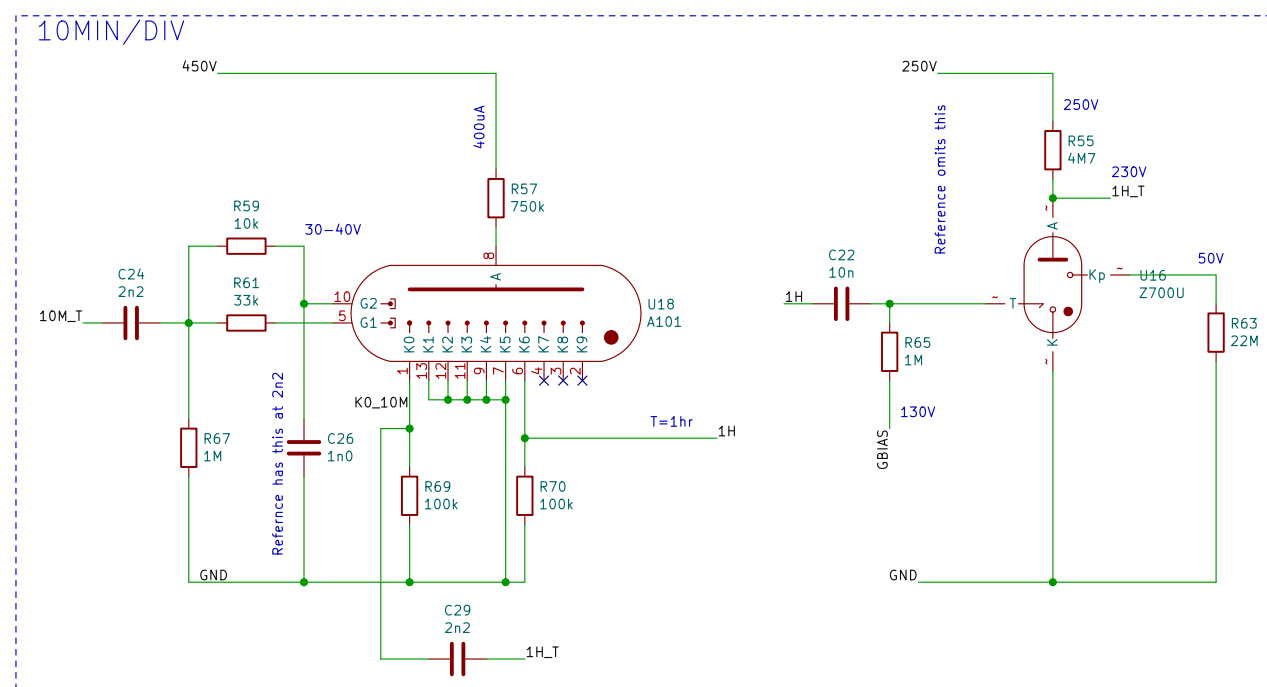 10MIN/DIV
450V
400uA
R57
750k
R59
10k
30-40V
C24
2n2
R61
33k
10M_T
8
A
10
5
G2
G1
U18
A101
K0
K1
K2
K3
K4
K5
K6
K7
K8
K9
1
13
12
11
9
7
6
4
3
2
K0_10M
T=1hr
1H
Refernce has this at 2n2
R67
1M
C26
1n0
R69
100k
R70
100k
GND
C29
2n2
1H_T
250V
250V
Reference omits this
R55
4M7
230V
1H_T
~
A
50V
Kp
~
U16
Z700U
C22
10n
1H
~
T
K
~
R65
1M
R63
22M
130V
GBIAS
GND